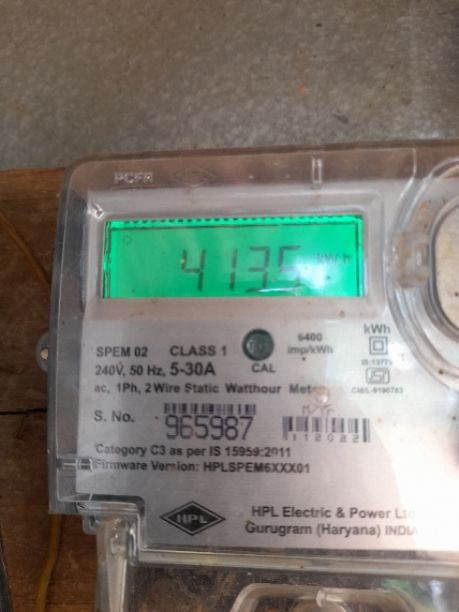 4135 kWh
SPEM 02 CLASS 1
240V, 50 Hz, 5-30A
CAL
6400
imp/kWh
kWh
ac, 1Ph, 2 Wire Static Watthour Meter
S. No. 965987
112022
Category C3 as per IS 15959:2011
Firmware Version: HPLSPEM6XXX01
HPL
HPL Electric & Power Ltd
Gurugram (Haryana) INDIA